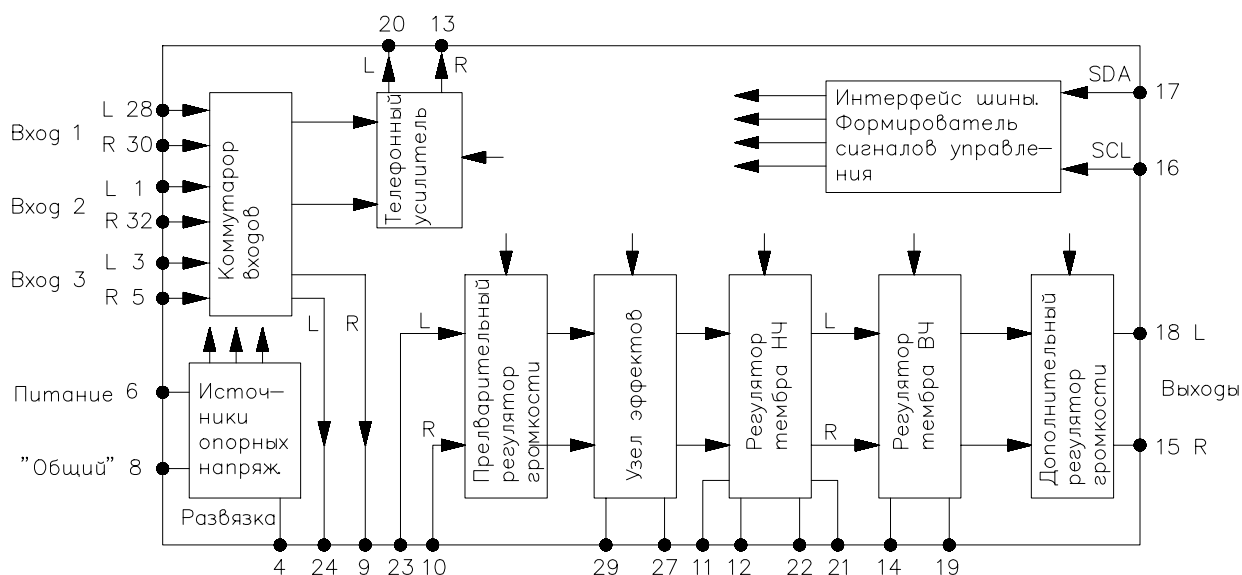 20 13
L R
SDA
17
SCL
16
Интерфейс шины.
Формирователь
сигналов управле-
ния
Вход 1
L 28
R 30
Вход 2
L 1
R 32
Вход 3
L 3
R 5
Коммутаррор
входов
Телефонный
усилитель
L R
Питание 6
"Общий" 8
Источ-
ники
опорных
напряж.
Развязка
L
R
Прелварительный
регулятор
громкости
Узел эффектов
Регулятор
тембра НЧ
L
R
Регулятор
тембра ВЧ
Дополнительный
регулятор
громкости
18 L
Выходы
15 R
4 24 9 23 10 29 27 11 12 22 21 14 19